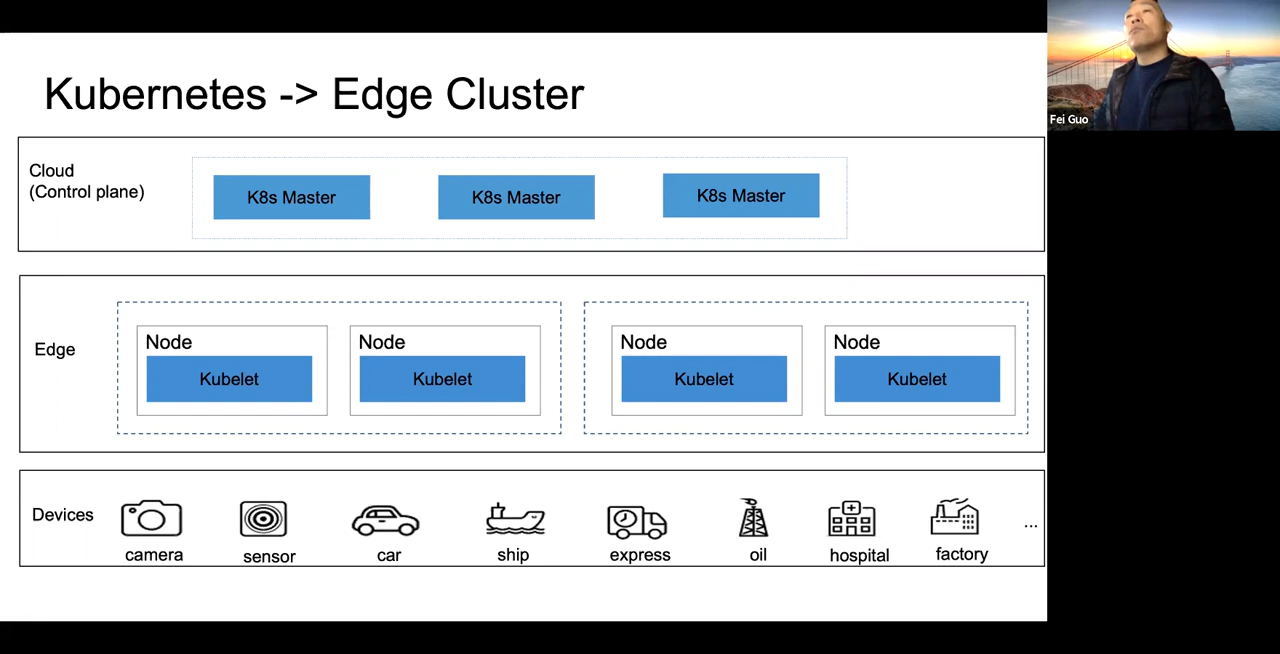 Kubernetes -> Edge Cluster
Fei Guo
Cloud
(Control plane)
K8s Master
K8s Master
K8s Master
Edge
Node
Kubelet
Node
Kubelet
Node
Kubelet
Node
Kubelet
Devices
camera
sensor
car
ship
express
oil
hospital
factory
...